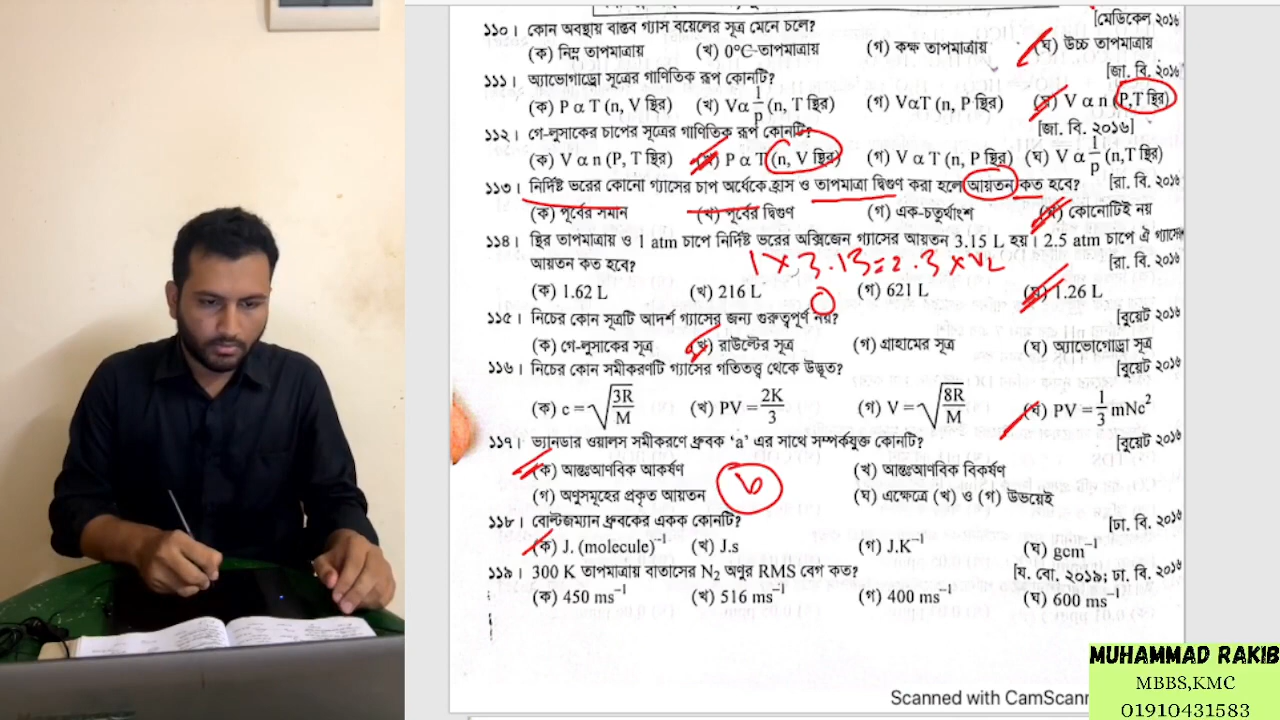 ১১০। কোন অবস্থায় বাস্তব গ্যাস বয়েলের সূত্র মেনে চলে?
[মেডিকেল ২০১৬
(ক) নিম্ন তাপমাত্রায় (খ) 0°C-তাপমাত্রায় (গ) কক্ষ তাপমাত্রায় (ঘ) উচ্চ তাপমাত্রায়
১১১। অ্যাভোগাড্রো সূত্রের গাণিতিক রূপ কোনটি?
[জা. বি. ২০১৬
(ক) P α T (n, V স্থির) (খ) Vα 1/p (n, T স্থির) (গ) VαT (n, P স্থির) (ঘ) V α n (P,T স্থির)
১১২। গে-লুসাকের চাপের সূত্রের গাণিতিক রূপ কোনটি?
[জা. বি. ২০১৬]
(ক) V α n (P, T স্থির) (খ) P α T (n, V স্থির) (গ) V α T (n, P স্থির) (ঘ) V α 1/p (n,T স্থির)
১১৩। নির্দিষ্ট ভরের কোনো গ্যাসের চাপ অর্ধেকে হ্রাস ও তাপমাত্রা দ্বিগুণ করা হলে আয়তন কত হবে?
[রা. বি. ২০১৬
(ক) পূর্বের সমান (খ) পূর্বের দ্বিগুণ (গ) এক-চতুর্থাংশ (ঘ) কোনোটিই নয়
১১৪। স্থির তাপমাত্রায় ও 1 atm চাপে নির্দিষ্ট ভরের অক্সিজেন গ্যাসের আয়তন 3.15 L হয়। 2.5 atm চাপে ঐ গ্যাসের
আয়তন কত হবে?
[রা. বি. ২০১৬
1 x 3.15 = 2.5 x V2
(ক) 1.62 L (খ) 216 L (গ) 621 L (ঘ) 1.26 L
১১৫। নিচের কোন সূত্রটি আদর্শ গ্যাসের জন্য গুরুত্বপূর্ণ নয়?
[বুয়েট ২০১৬
(ক) গে-লুসাকের সূত্র (খ) রাউল্টের সূত্র (গ) গ্রাহামের সূত্র (ঘ) অ্যাভোগোড্রা সূত্র
১১৬। নিচের কোন সমীকরণটি গ্যাসের গতিতত্ত্ব থেকে উদ্ভূত?
[বুয়েট ২০১৬
(ক) c = √3R/M (খ) PV = 2K/3 (গ) V = √8R/M (ঘ) PV = 1/3 mNc²
১১৭। ভ্যানডার ওয়ালস সমীকরণে ধ্রুবক ‘a’ এর সাথে সম্পর্কযুক্ত কোনটি?
[বুয়েট ২০১৬
(ক) আন্তঃআণবিক আকর্ষণ (খ) আন্তঃআণবিক বিকর্ষণ
(গ) অণুসমূহের প্রকৃত আয়তন (ঘ) এক্ষেত্রে (খ) ও (গ) উভয়েই
b
১১৮। বোল্টজম্যান ধ্রুবকের একক কোনটি?
[ঢা. বি. ২০১৬
(ক) J. (molecule)⁻¹ (খ) J.s (গ) J.K⁻¹ (ঘ) gcm⁻¹
১১৯। 300 K তাপমাত্রায় বাতাসের N₂ অণুর RMS বেগ কত?
[য. বো. ২০১৯; ঢা. বি. ২০১৬
(ক) 450 ms⁻¹ (খ) 516 ms⁻¹ (গ) 400 ms⁻¹ (ঘ) 600 ms⁻¹
Scanned with CamScann
MUHAMMAD RAKIB
MBBS,KMC
01910431583